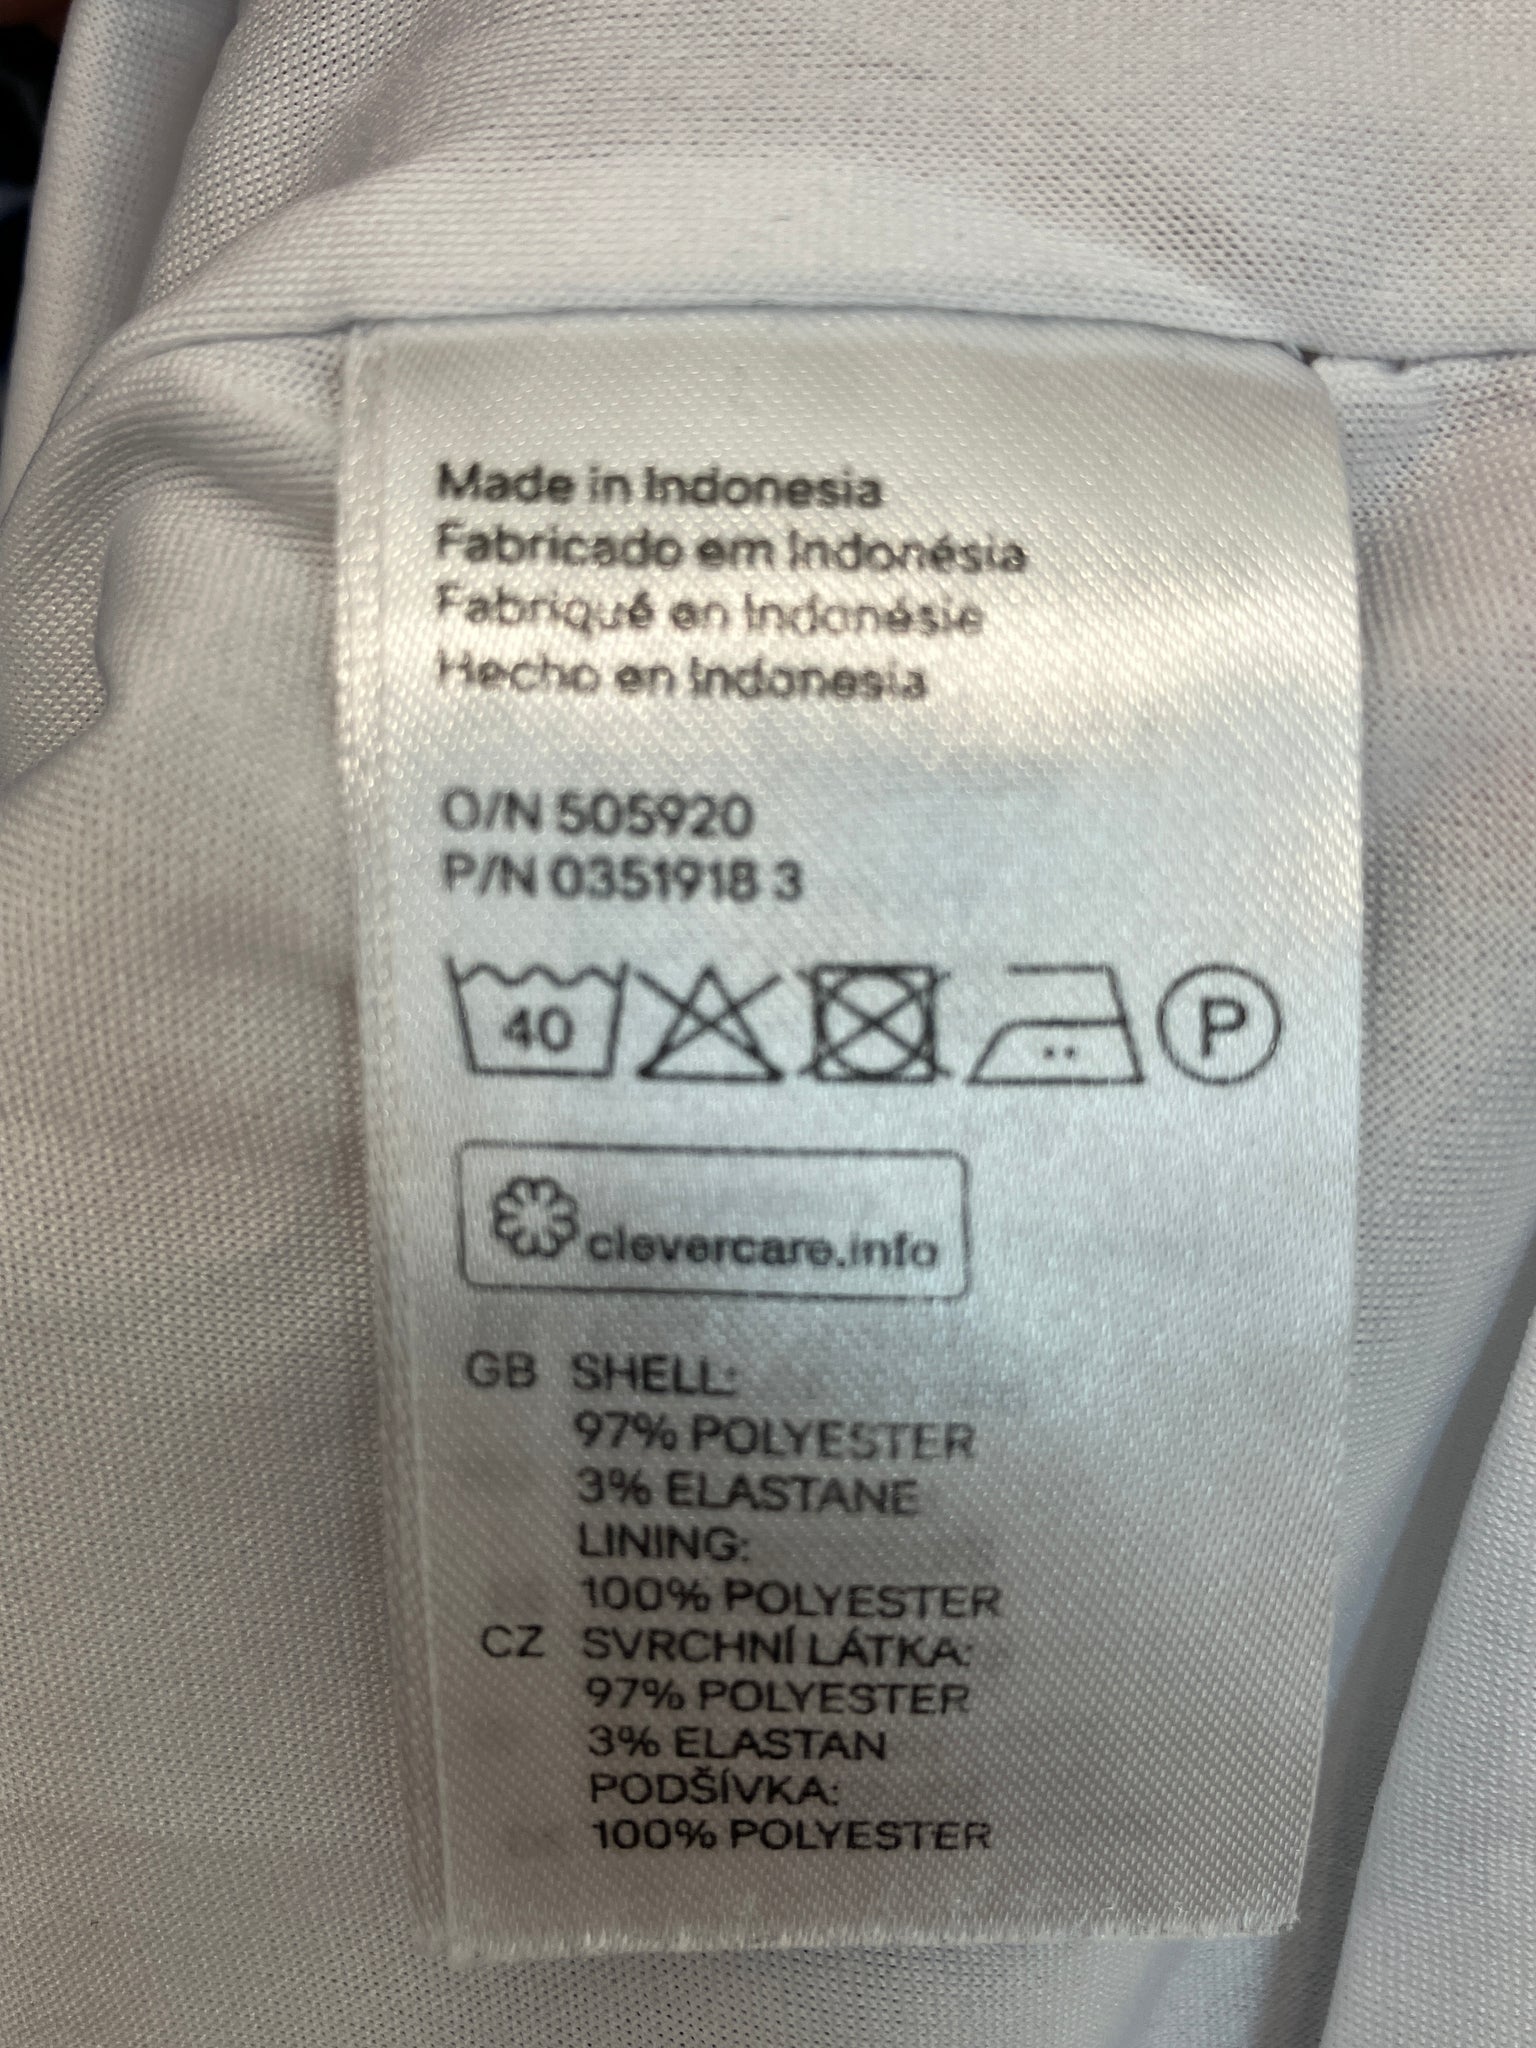 Made in Indonesia
Fabricado em Indonésia
Fabriqué en Indonésie
Hecho en Indonesia
O/N 505920
P/N 0351918 3
40 P
clevercare.info
GB SHELL:
97% POLYESTER
3% ELASTANE
LINING:
100% POLYESTER
CZ SVRCHNÍ LÁTKA:
97% POLYESTER
3% ELASTAN
PODŠÍVKA:
100% POLYESTER